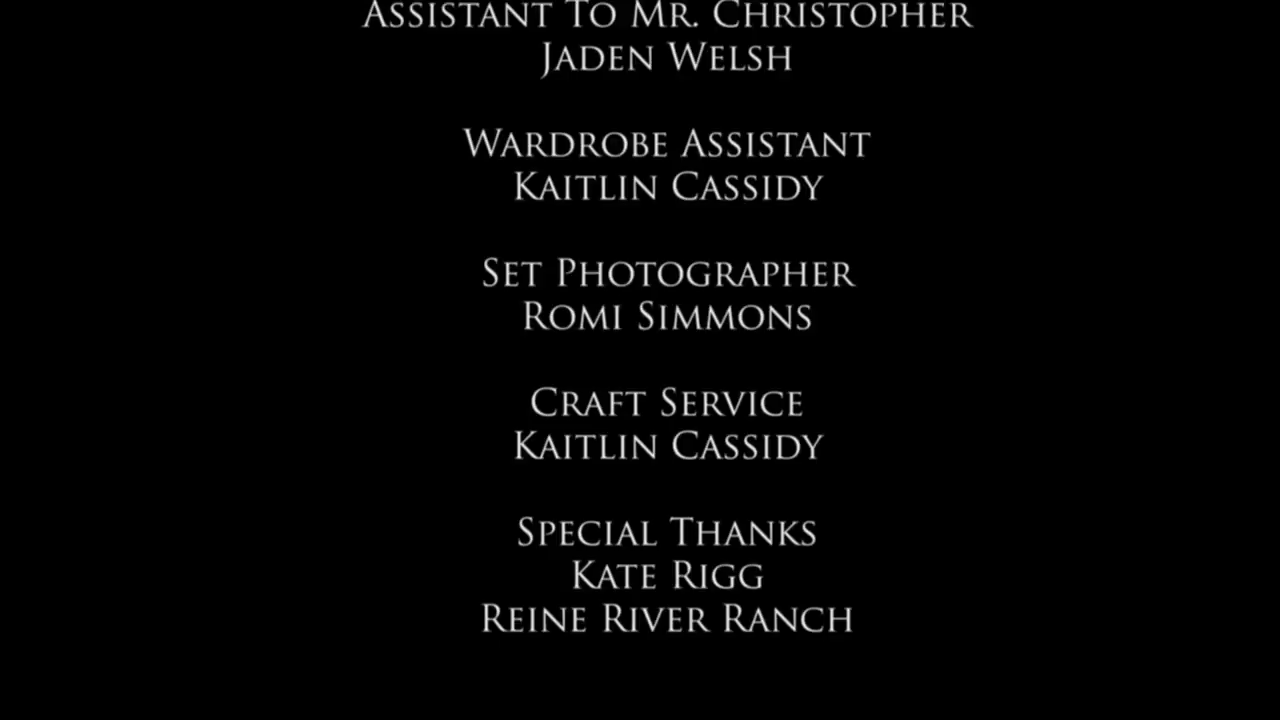 ASSISTANT TO MR. CHRISTOPHER
JADEN WELSH
WARDROBE ASSISTANT
KAITLIN CASSIDY
SET PHOTOGRAPHER
ROMI SIMMONS
CRAFT SERVICE
KAITLIN CASSIDY
SPECIAL THANKS
KATE RIGG
REINE RIVER RANCH